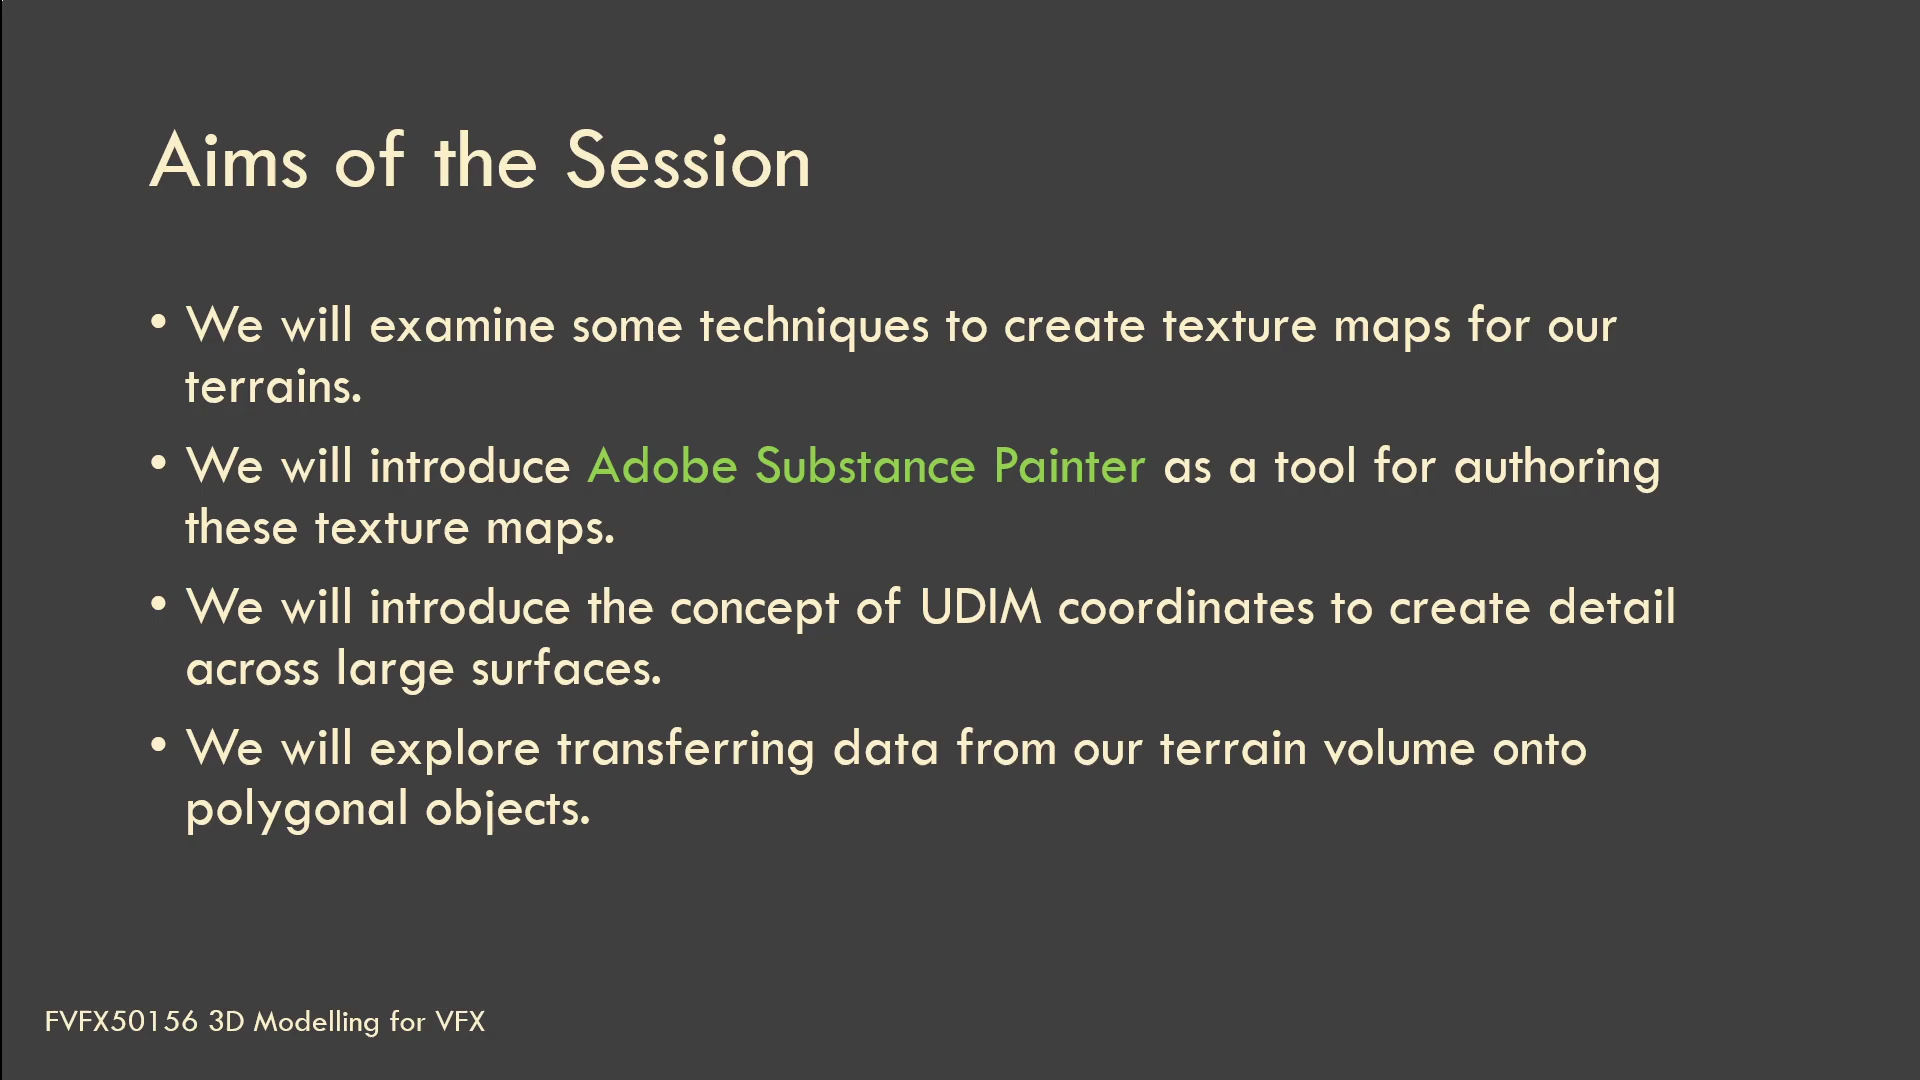 Aims of the Session
• We will examine some techniques to create texture maps for our
terrains.
• We will introduce Adobe Substance Painter as a tool for authoring
these texture maps.
• We will introduce the concept of UDIM coordinates to create detail
across large surfaces.
• We will explore transferring data from our terrain volume onto
polygonal objects.
FVFX50156 3D Modelling for VFX